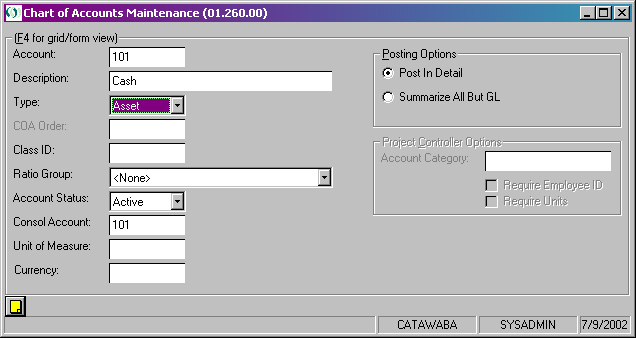 Chart of Accounts Maintenance (01.260.00)
(F4 for grid/form view)
Account: 101
Description: Cash
Type: Asset
COA Order:
Class ID:
Ratio Group: <None>
Account Status: Active
Consol Account: 101
Unit of Measure:
Currency:
Posting Options
Post In Detail
Summarize All But GL
Project Controller Options
Account Category:
Require Employee ID
Require Units
CATAWABA SYSADMIN 7/9/2002